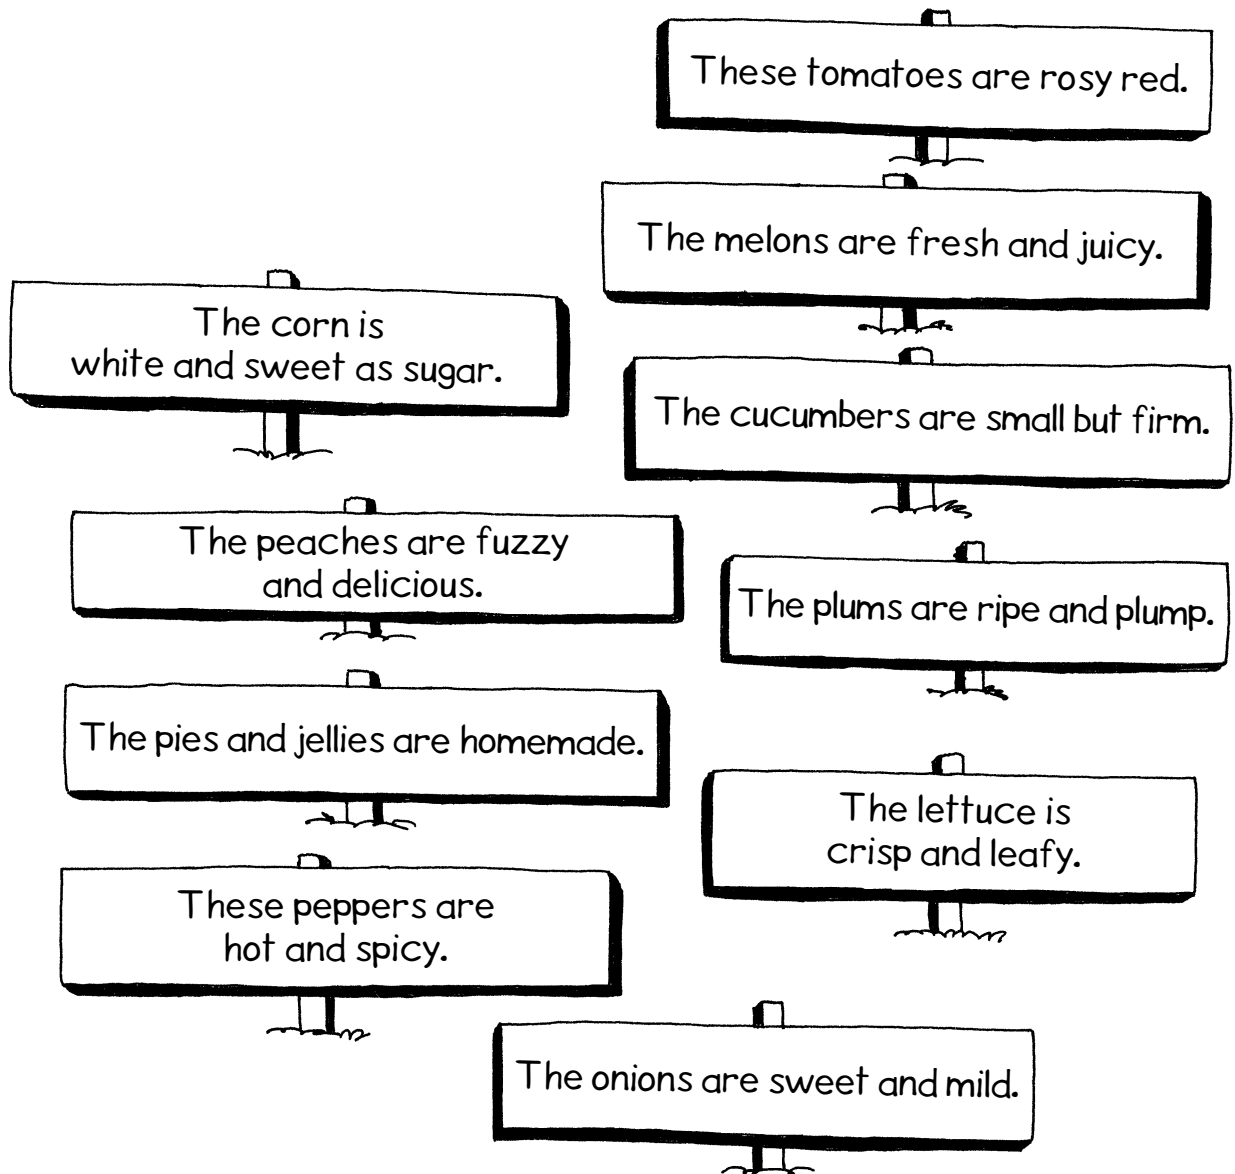 These tomatoes are rosy red.
The melons are fresh and juicy.
The corn is
white and sweet as sugar.
The cucumbers are small but firm.
The peaches are fuzzy
and delicious.
The plums are ripe and plump.
The pies and jellies are homemade.
The lettuce is
crisp and leafy.
These peppers are
hot and spicy.
The onions are sweet and mild.